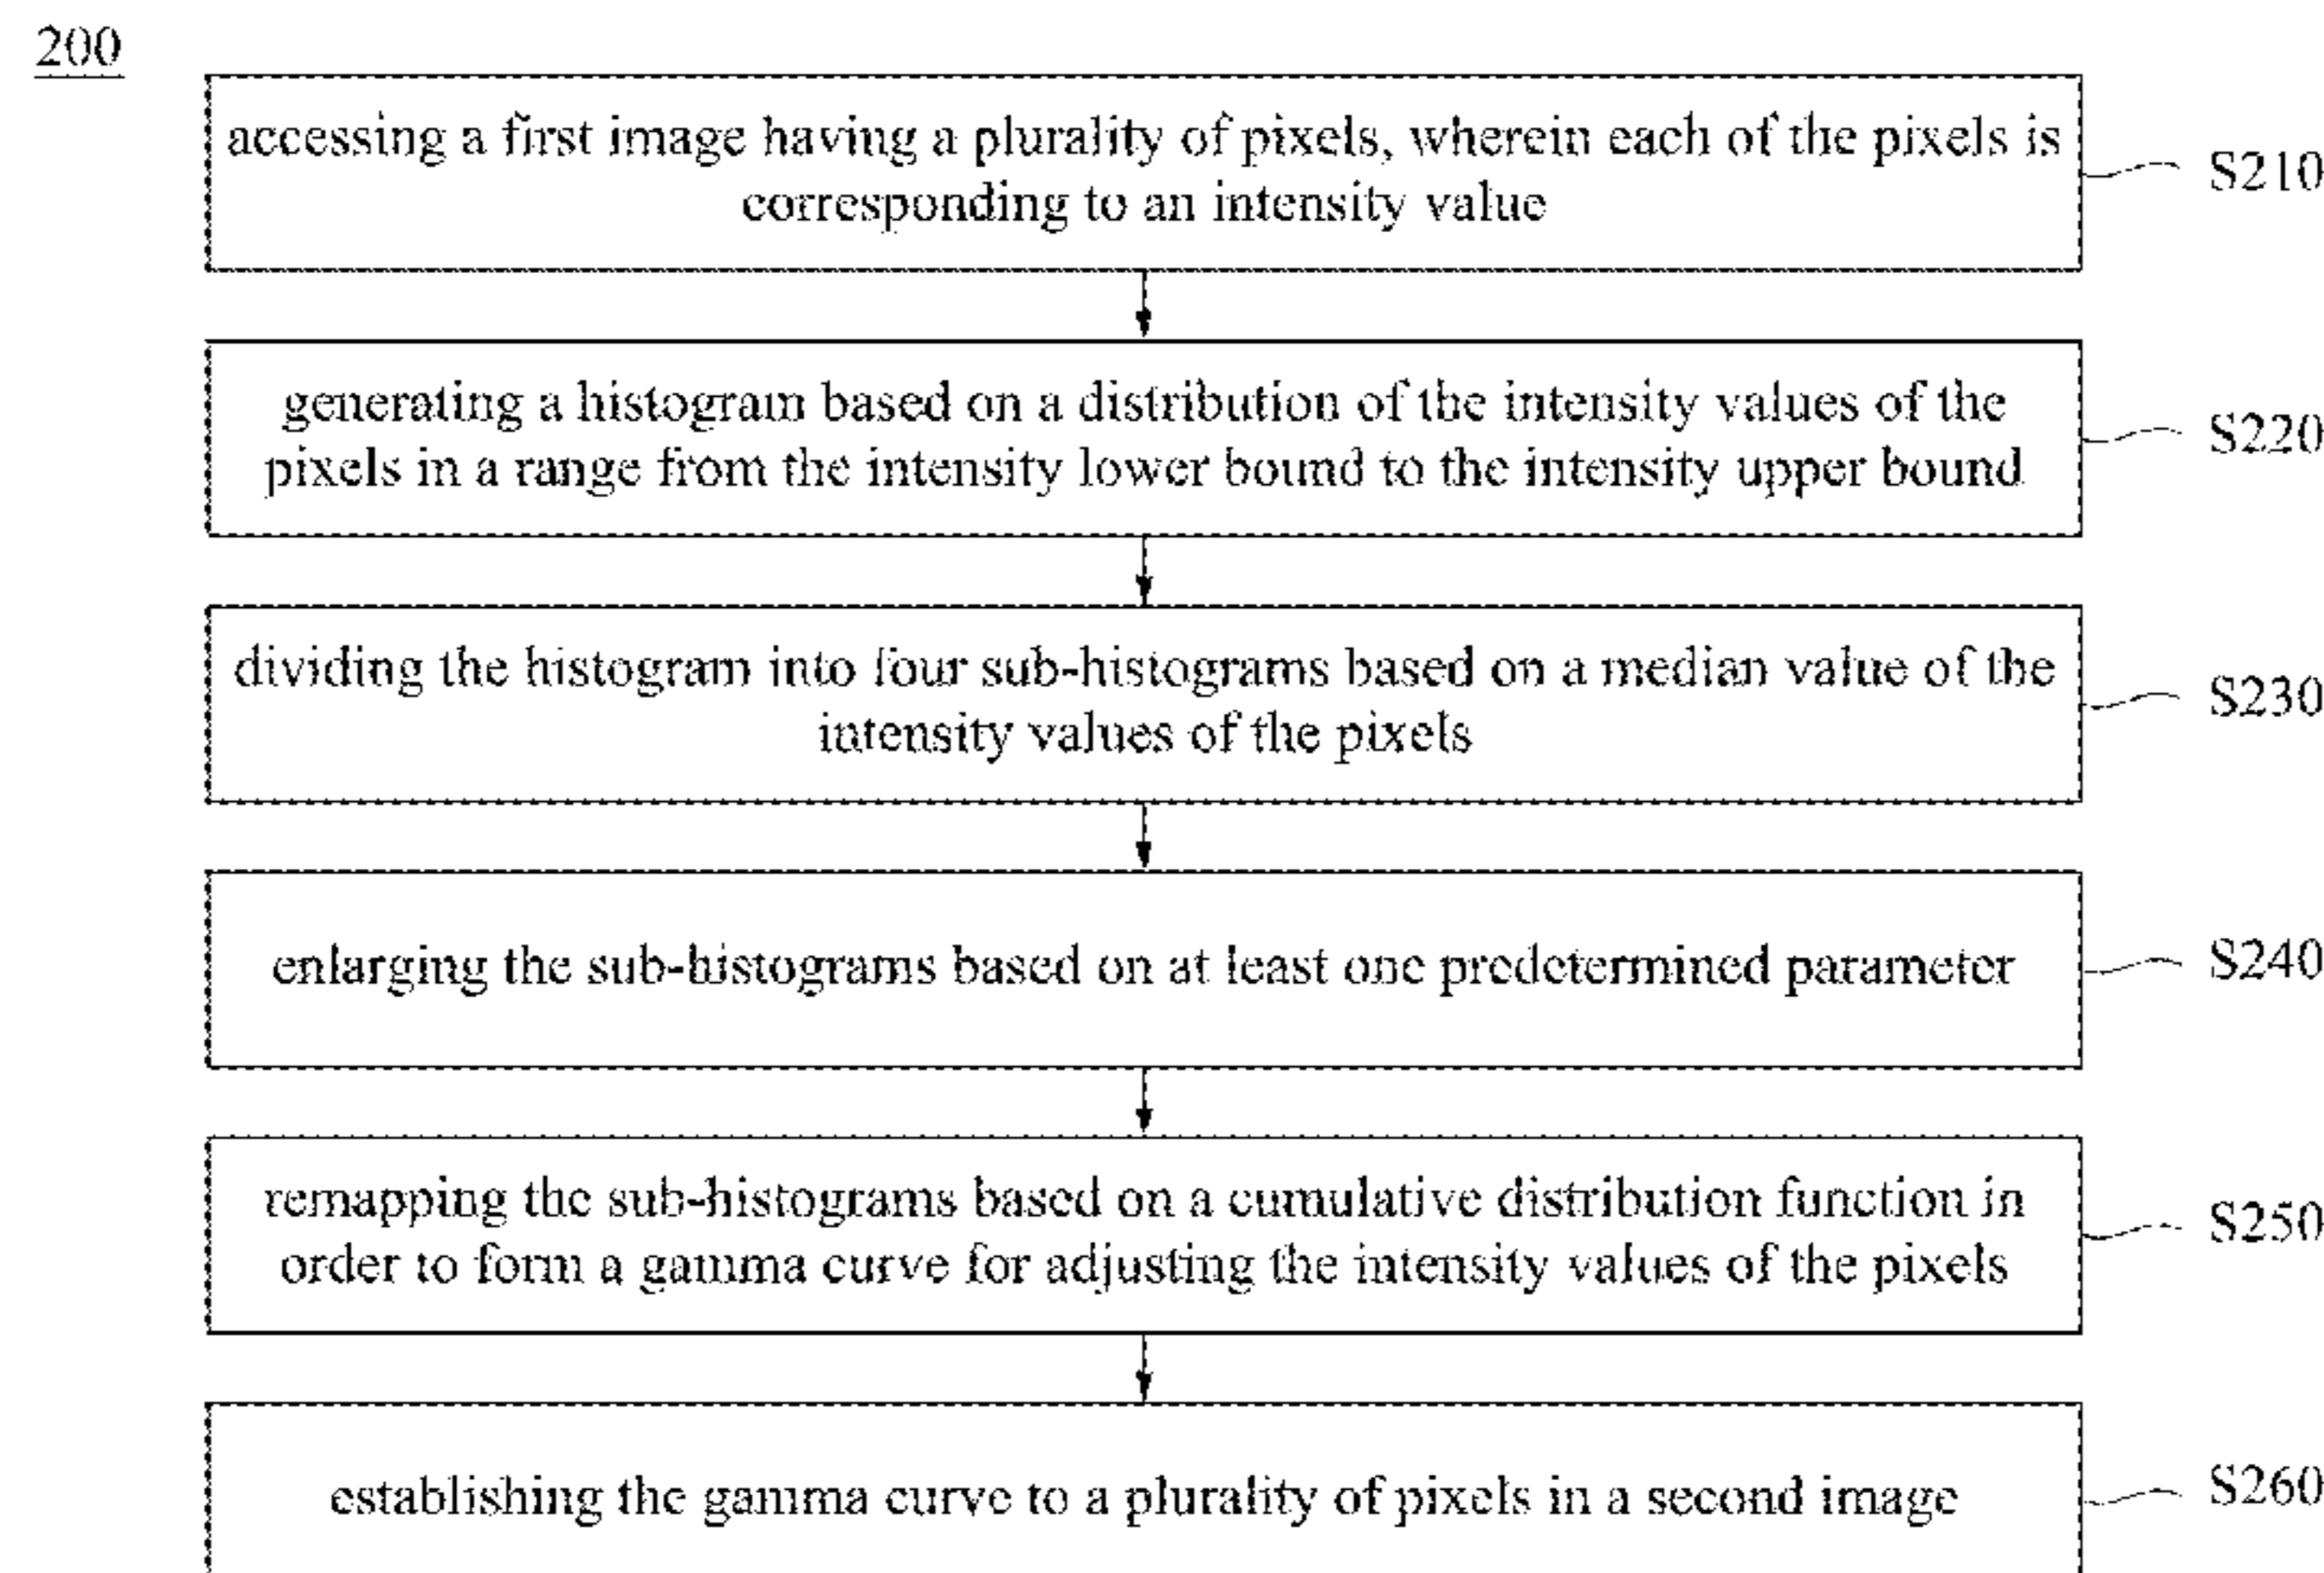 200
accessing a first image having a plurality of pixels, wherein each of the pixels is
corresponding to an intensity value
S210
generating a histogram based on a distribution of the intensity values of the
pixels in a range from the intensity lower bound to the intensity upper bound
S220
dividing the histogram into four sub-histograms based on a median value of the
intensity values of the pixels
S230
enlarging the sub-histograms based on at least one predetermined parameter
S240
remapping the sub-histograms based on a cumulative distribution function in
order to form a gamma curve for adjusting the intensity values of the pixels
S250
establishing the gamma curve to a plurality of pixels in a second image
S260